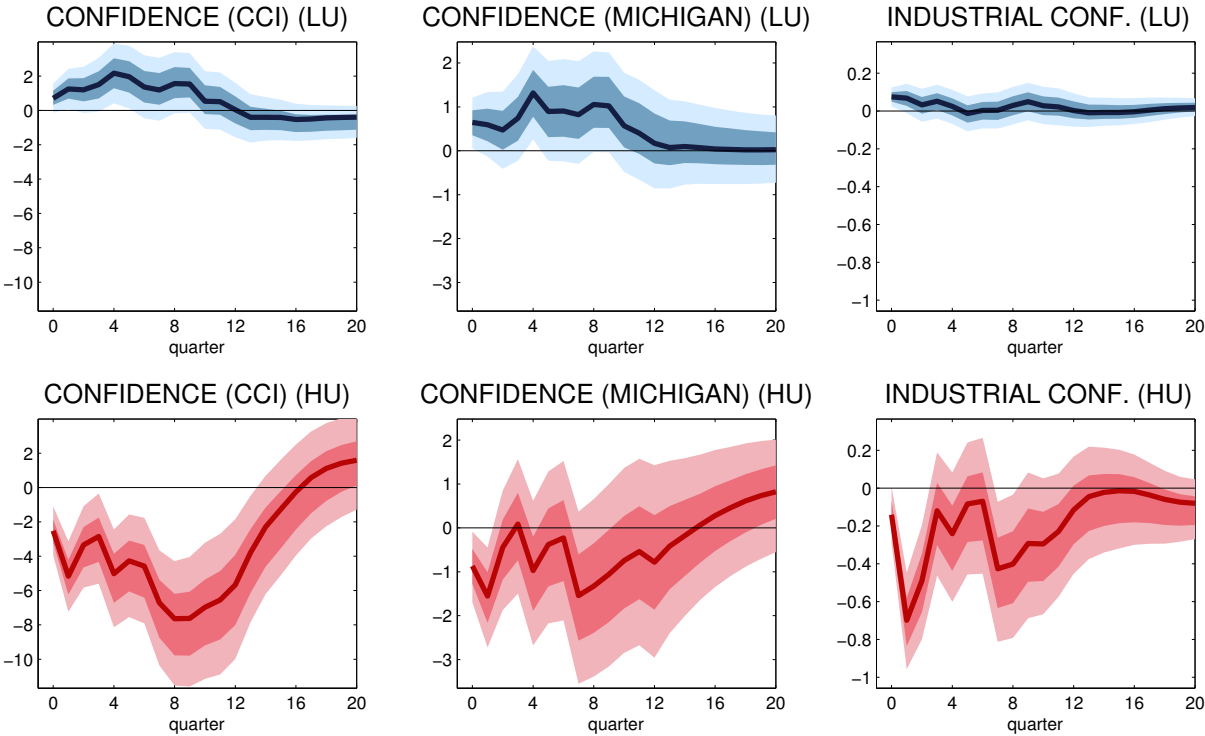 CONFIDENCE (CCI) (LU)
2
0
−2
−4
−6
−8
−10
0 4 8 12 16 20
quarter
CONFIDENCE (MICHIGAN) (LU)
2
1
0
−1
−2
−3
0 4 8 12 16 20
quarter
INDUSTRIAL CONF. (LU)
0.2
0
−0.2
−0.4
−0.6
−0.8
−1
0 4 8 12 16 20
quarter
CONFIDENCE (CCI) (HU)
2
0
−2
−4
−6
−8
−10
0 4 8 12 16 20
quarter
CONFIDENCE (MICHIGAN) (HU)
2
1
0
−1
−2
−3
0 4 8 12 16 20
quarter
INDUSTRIAL CONF. (HU)
0.2
0
−0.2
−0.4
−0.6
−0.8
−1
0 4 8 12 16 20
quarter